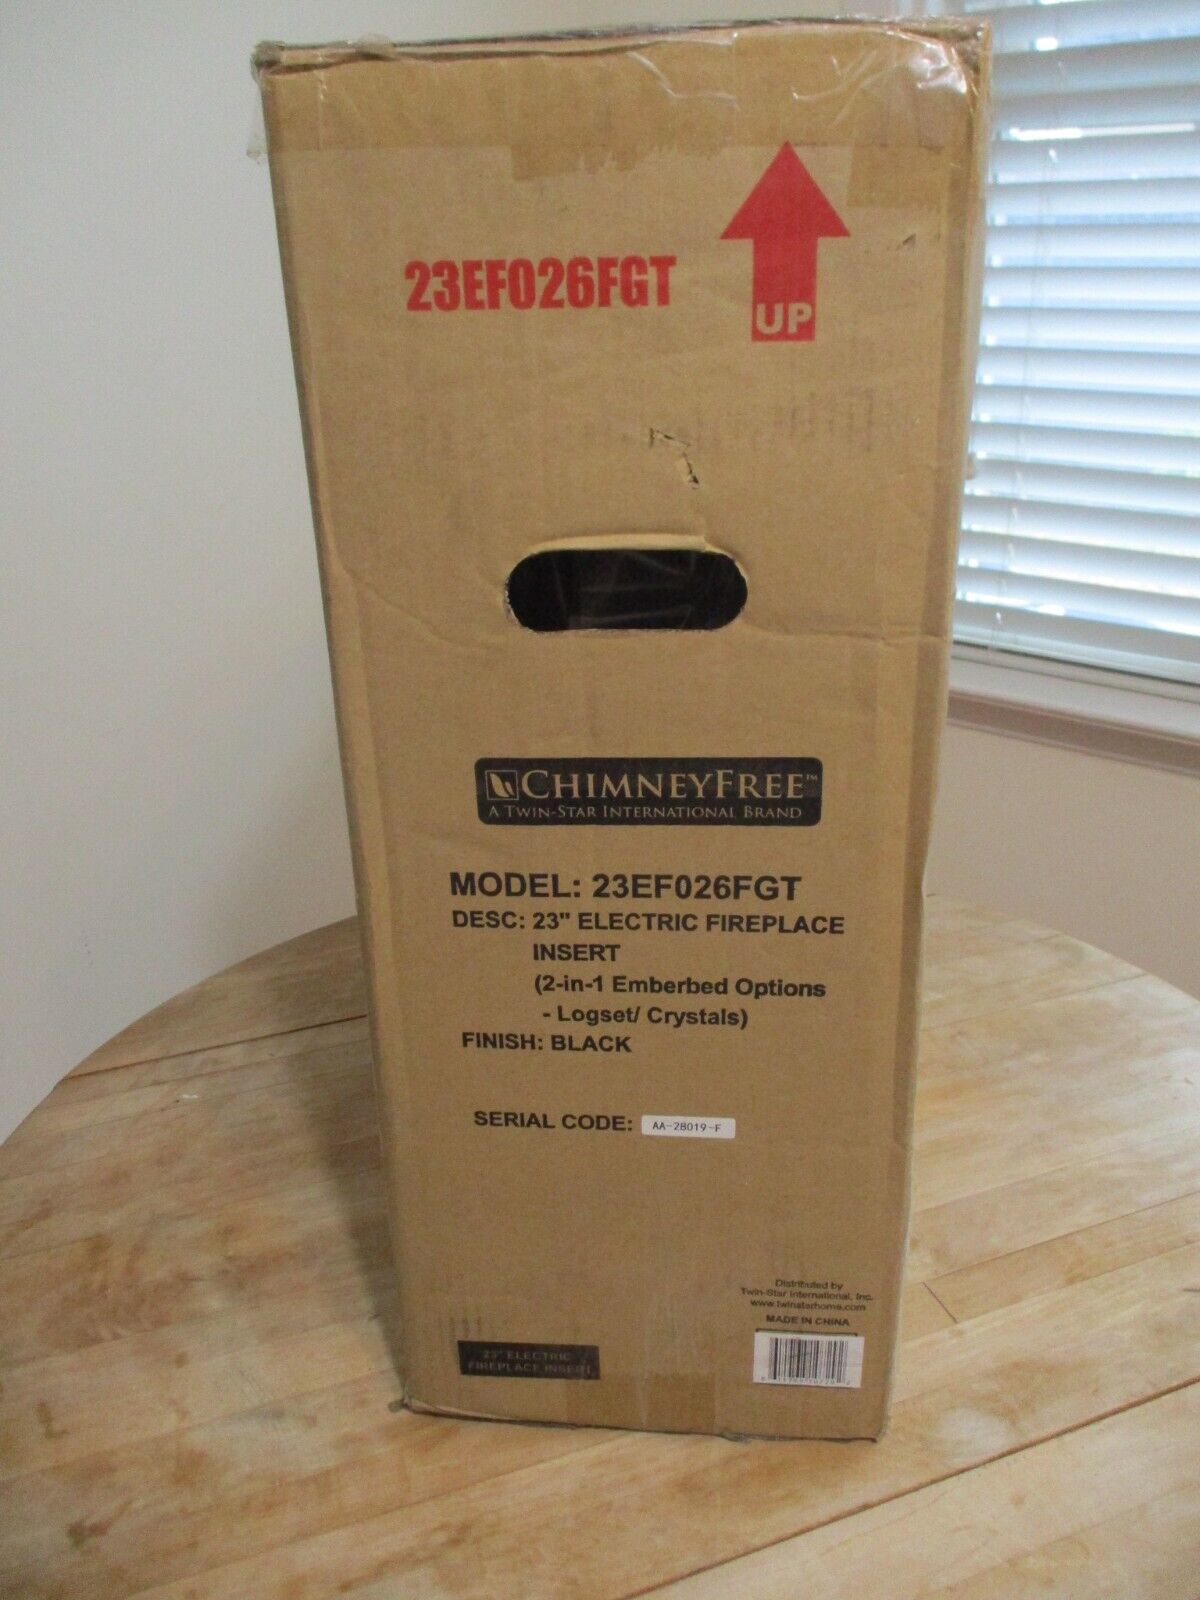 23EF026FGT
UP
CHIMNEYFREE™
A TWIN-STAR INTERNATIONAL BRAND
MODEL: 23EF026FGT
DESC: 23" ELECTRIC FIREPLACE
INSERT
(2-in-1 Emberbed Options
- Logset/ Crystals)
FINISH: BLACK
SERIAL CODE: AA-28019-F
Distributed by
Twin-Star International, Inc.
www.twinstarhome.com
MADE IN CHINA
23" ELECTRIC
FIREPLACE INSERT